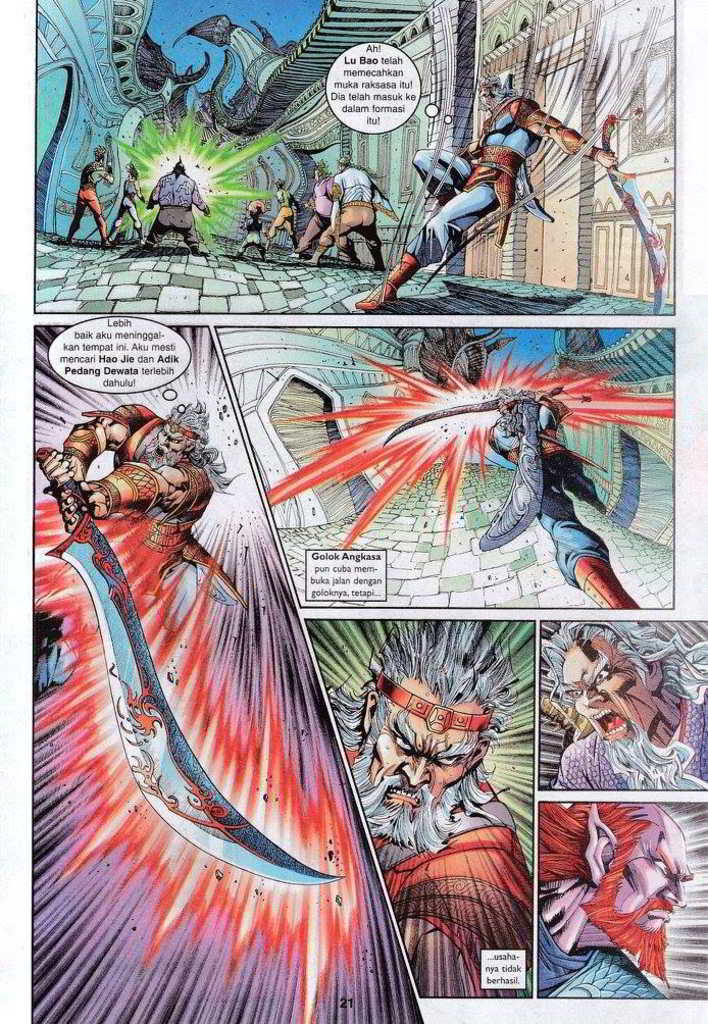 Ah!
Lu Bao telah
memecahkan
muka raksasa itu!
Dia telah masuk ke
dalam formasi
itu!
Lebih
baik aku meninggal-
kan tempat ini. Aku mesti
mencari Hao Jie dan Adik
Pedang Dewata terlebih
dahulu!
Golok Angkasa
pun cuba mem-
buka jalan dengan
goloknya, tetapi...
...usaha-
nya tidak
berhasil.
21